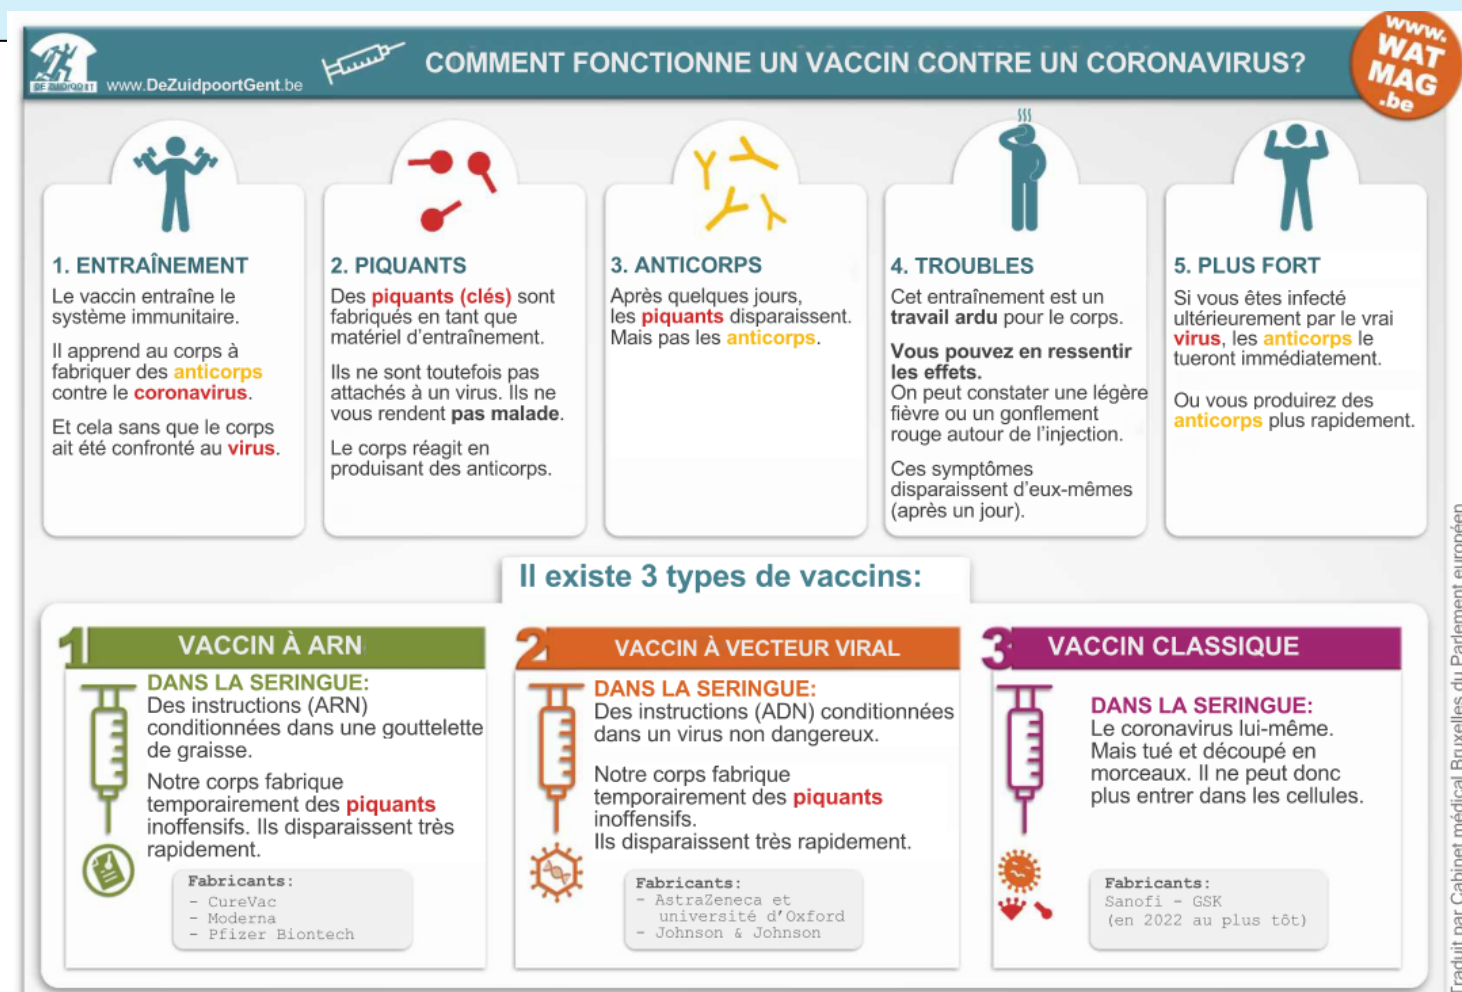 DE ZUIDPOORT
www.DeZuidpoortGent.be
COMMENT FONCTIONNE UN VACCIN CONTRE UN CORONAVIRUS?
www.
WAT
MAG
.be
1. ENTRAÎNEMENT
Le vaccin entraîne le
système immunitaire.
Il apprend au corps à
fabriquer des anticorps
contre le coronavirus.
Et cela sans que le corps
ait été confronté au virus.
2. PIQUANTS
Des piquants (clés) sont
fabriqués en tant que
matériel d'entraînement.
Ils ne sont toutefois pas
attachés à un virus. Ils ne
vous rendent pas malade.
Le corps réagit en
produisant des anticorps.
3. ANTICORPS
Après quelques jours,
les piquants disparaissent.
Mais pas les anticorps.
4. TROUBLES
Cet entraînement est un
travail ardu pour le corps.
Vous pouvez en ressentir
les effets.
On peut constater une légère
fièvre ou un gonflement
rouge autour de l'injection.
Ces symptômes
disparaissent d'eux-mêmes
(après un jour).
5. PLUS FORT
Si vous êtes infecté
ultérieurement par le vrai
virus, les anticorps le
tueront immédiatement.
Ou vous produirez des
anticorps plus rapidement.
Il existe 3 types de vaccins:
1 VACCIN À ARN
DANS LA SERINGUE:
Des instructions (ARN)
conditionnées dans une gouttelette
de graisse.
Notre corps fabrique
temporairement des piquants
inoffensifs. Ils disparaissent très
rapidement.
Fabricants:
- CureVac
- Moderna
- Pfizer Biontech
2 VACCIN À VECTEUR VIRAL
DANS LA SERINGUE:
Des instructions (ADN) conditionnées
dans un virus non dangereux.
Notre corps fabrique
temporairement des piquants
inoffensifs.
Ils disparaissent très rapidement.
Fabricants:
- AstraZeneca et
université d'Oxford
- Johnson & Johnson
3 VACCIN CLASSIQUE
DANS LA SERINGUE:
Le coronavirus lui-même.
Mais tué et découpé en
morceaux. Il ne peut donc
plus entrer dans les cellules.
Fabricants:
Sanofi - GSK
(en 2022 au plus tôt)
Traduit par Cabinet médical Bruxelles du Parlement européen